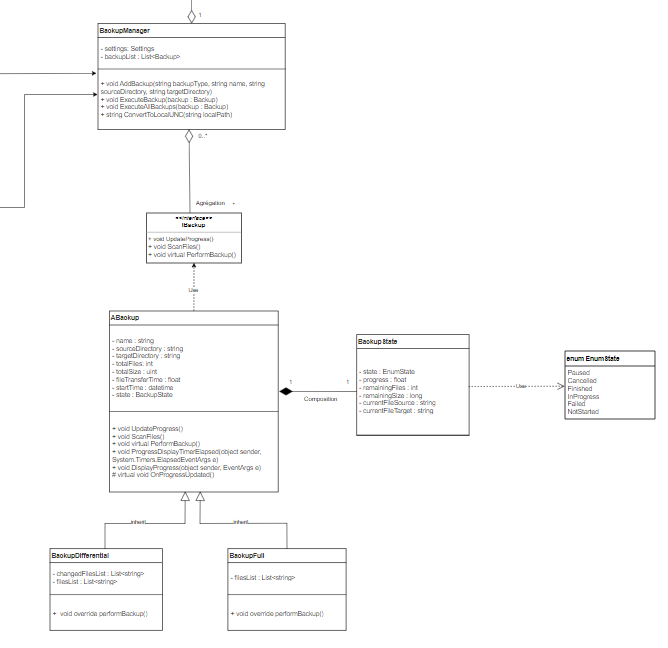 1
BackupManager
- settings: Settings
- backupList : List<Backup>
+ void AddBackup(string backupType, string name, string
sourceDirectory, string targetDirectory)
+ void ExecuteBackup(backup : Backup)
+ void ExecuteAllBackups(backup : Backup)
+ string ConvertToLocalUNC(string localPath)
0..*
Agrégation
*
<<Interface>>
IBackup
+ void UpdateProgress()
+ void ScanFiles()
+ void virtual PerformBackup()
Use
ABackup
- name : string
- sourceDirectory : string
- targetDirectory : string
- totalFiles: int
- totalSize : uint
- fileTransferTime : float
- startTime : datetime
- state : BackupState
+ void UpdateProgress()
+ void ScanFiles()
+ void virtual PerformBackup()
+ void ProgressDisplayTimerElapsed(object sender,
System.Timers.ElapsedEventArgs e)
+ void DisplayProgress(object sender, EventArgs e)
# virtual void OnProgressUpdated()
1
1
Composition
BackupState
- state : EnumState
- progress : float
- remainingFiles : int
- remainingSize : long
- currentFileSource : string
- currentFileTarget : string
Use
enum EnumState
Paused
Cancelled
Finished
InProgress
Failed
NotStarted
inherit
inherit
BackupDifferential
- changedFilesList : List<string>
- filesList : List<string>
+ void override performBackup()
BackupFull
- filesList : List<string>
+ void override performBackup()